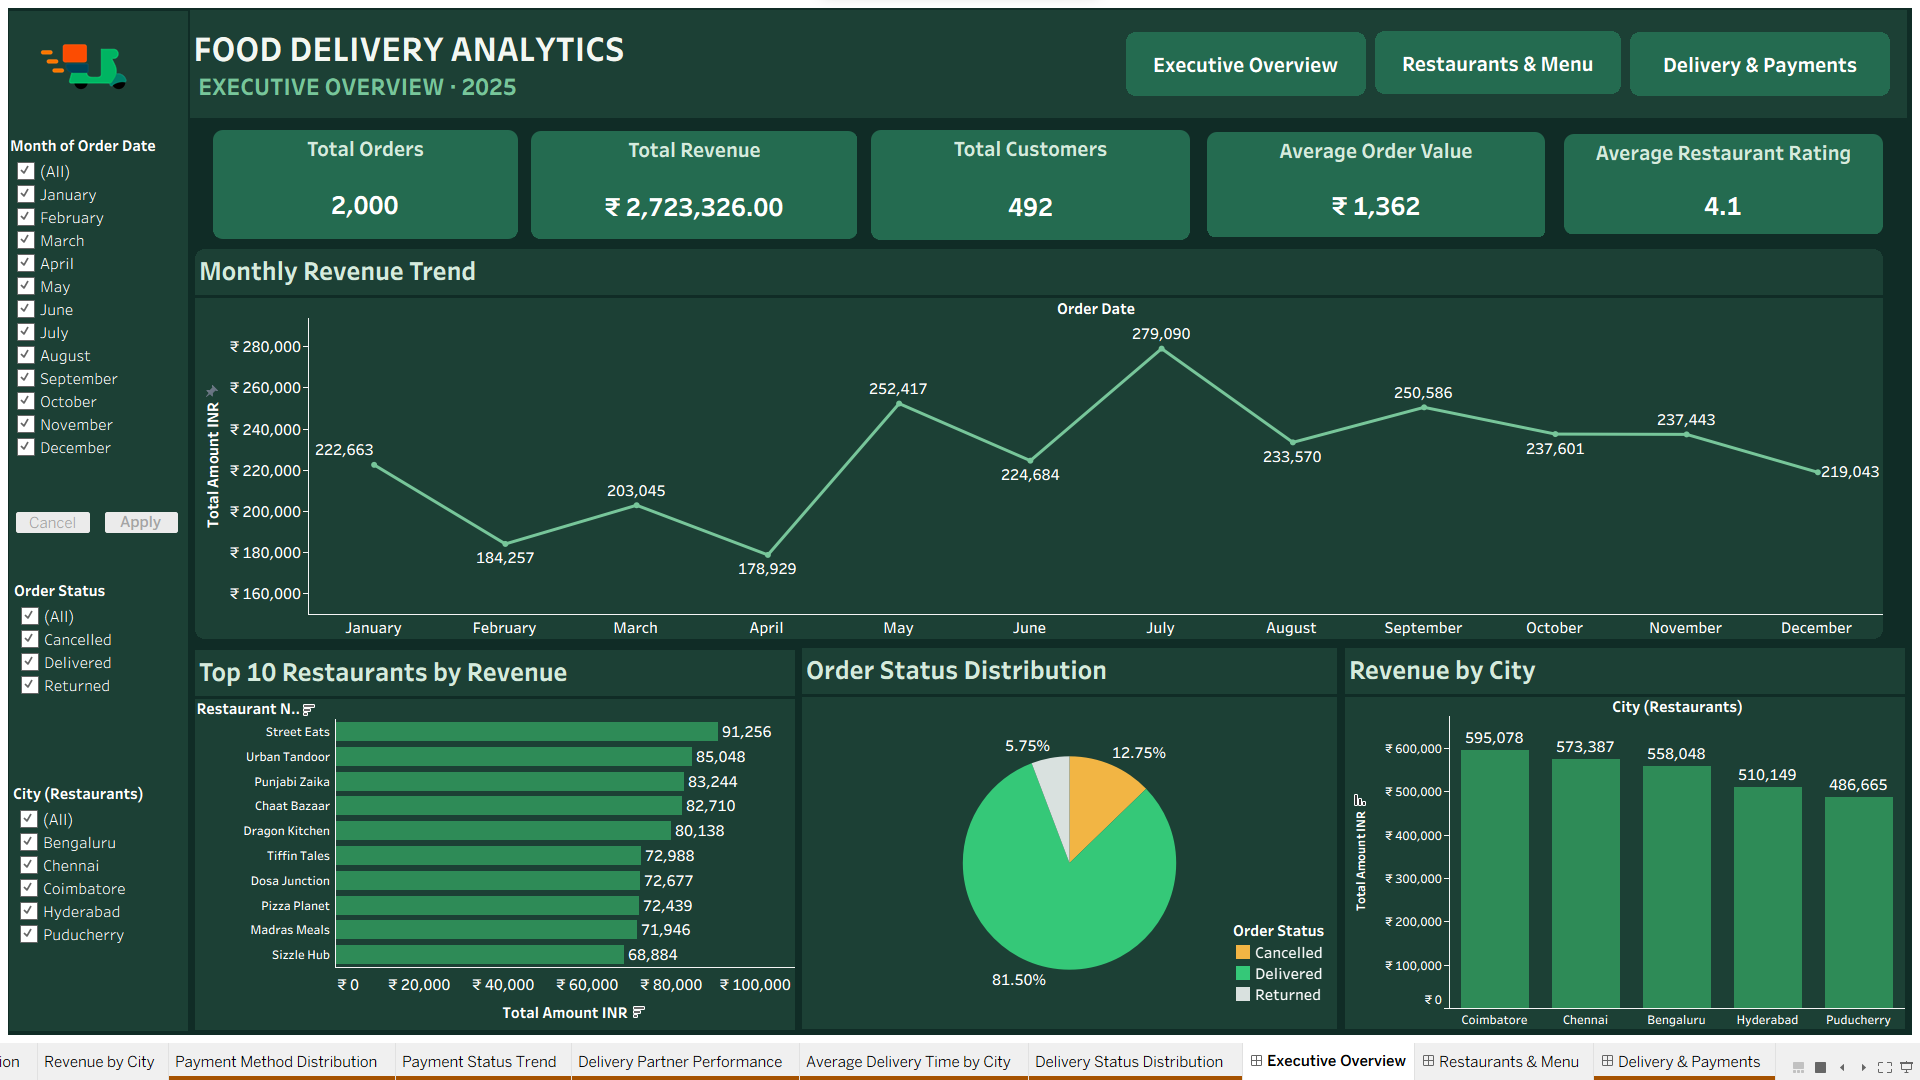 FOOD DELIVERY ANALYTICS
EXECUTIVE OVERVIEW · 2025
Executive Overview
Restaurants & Menu
Delivery & Payments
Month of Order Date
(All)
January
February
March
April
May
June
July
August
September
October
November
December
Cancel
Apply
Order Status
(All)
Cancelled
Delivered
Returned
City (Restaurants)
(All)
Bengaluru
Chennai
Coimbatore
Hyderabad
Puducherry
Total Orders
2,000
Total Revenue
₹ 2,723,326.00
Total Customers
492
Average Order Value
₹ 1,362
Average Restaurant Rating
4.1
Monthly Revenue Trend
Order Date
Total Amount INR
₹ 280,000
₹ 260,000
₹ 240,000
₹ 220,000
₹ 200,000
₹ 180,000
₹ 160,000
222,663
184,257
203,045
178,929
252,417
224,684
279,090
233,570
250,586
237,601
237,443
219,043
January
February
March
April
May
June
July
August
September
October
November
December
Top 10 Restaurants by Revenue
Restaurant N..
Street Eats 91,256
Urban Tandoor 85,048
Punjabi Zaika 83,244
Chaat Bazaar 82,710
Dragon Kitchen 80,138
Tiffin Tales 72,988
Dosa Junction 72,677
Pizza Planet 72,439
Madras Meals 71,946
Sizzle Hub 68,884
₹ 0 ₹ 20,000 ₹ 40,000 ₹ 60,000 ₹ 80,000 ₹ 100,000
Total Amount INR
Order Status Distribution
5.75%
12.75%
81.50%
Order Status
Cancelled
Delivered
Returned
Revenue by City
City (Restaurants)
Total Amount INR
₹ 600,000
₹ 500,000
₹ 400,000
₹ 300,000
₹ 200,000
₹ 100,000
₹ 0
595,078
573,387
558,048
510,149
486,665
Coimbatore
Chennai
Bengaluru
Hyderabad
Puducherry
ion
Revenue by City
Payment Method Distribution
Payment Status Trend
Delivery Partner Performance
Average Delivery Time by City
Delivery Status Distribution
Executive Overview
Restaurants & Menu
Delivery & Payments